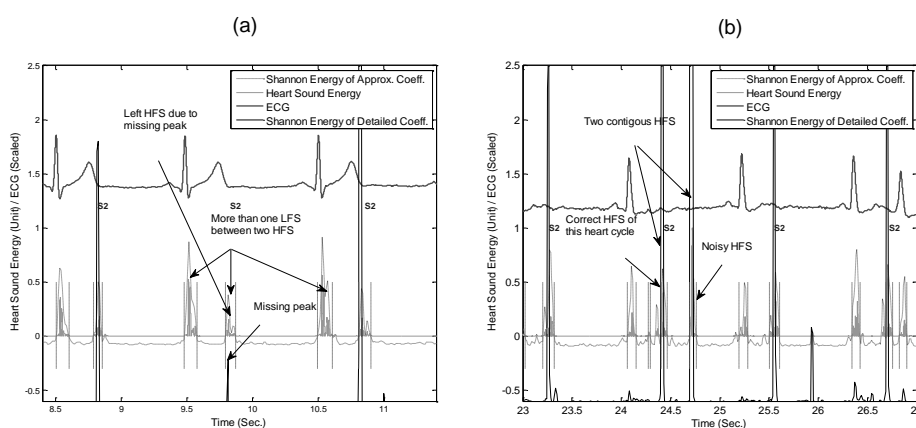 (a)
2.5
2
1.5
1
0.5
0
-0.5
Heart Sound Energy (Unit) / ECG (Scaled)
8.5
9
9.5
10
10.5
11
Time (Sec.)
Shannon Energy of Approx. Coeff.
Heart Sound Energy
ECG
Shannon Energy of Detailed Coeff.
Left HFS due to
missing peak
S2
S2
S2
More than one LFS
between two HFS
Missing peak
(b)
2.5
2
1.5
1
0.5
0
-0.5
Heart Sound Energy (Unit) / ECG (Scaled)
23
23.5
24
24.5
25
25.5
26
26.5
Time (Sec.)
Shannon Energy of Approx. Coeff.
Heart Sound Energy
ECG
Shannon Energy of Detailed Coeff.
Two contigous HFS
S2
S2
S2
S2
Correct HFS of
this heart cycle
Noisy HFS